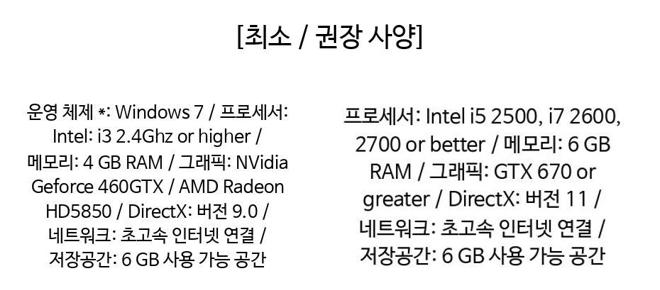 [최소 / 권장 사양]
운영 체제 *: Windows 7 / 프로세서:
Intel: i3 2.4Ghz or higher /
메모리: 4 GB RAM / 그래픽: NVidia
Geforce 460GTX / AMD Radeon
HD5850 / DirectX: 버전 9.0 /
네트워크: 초고속 인터넷 연결 /
저장공간: 6 GB 사용 가능 공간
프로세서: Intel i5 2500, i7 2600,
2700 or better / 메모리: 6 GB
RAM / 그래픽: GTX 670 or
greater / DirectX: 버전 11 /
네트워크: 초고속 인터넷 연결 /
저장공간: 6 GB 사용 가능 공간